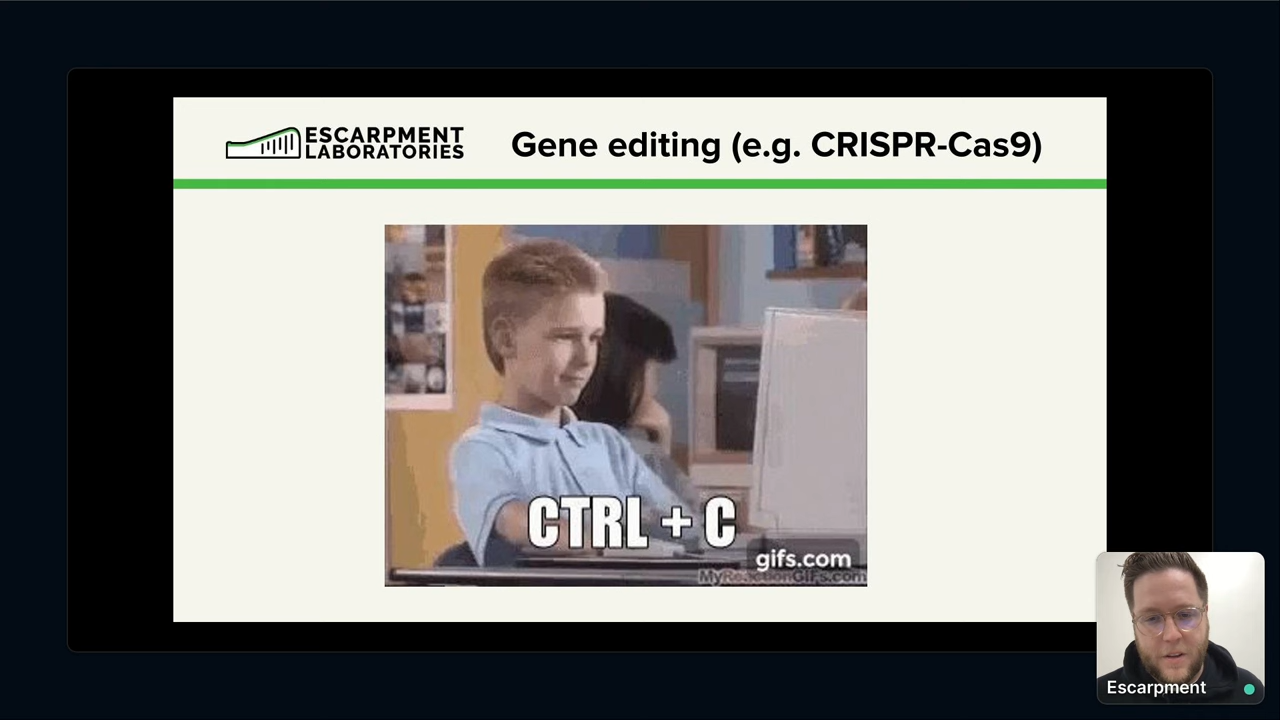 ESCARPMENT
LABORATORIES
Gene editing (e.g. CRISPR-Cas9)
CTRL + C
gifs.com
MyReactionGIFs.com
Escarpment